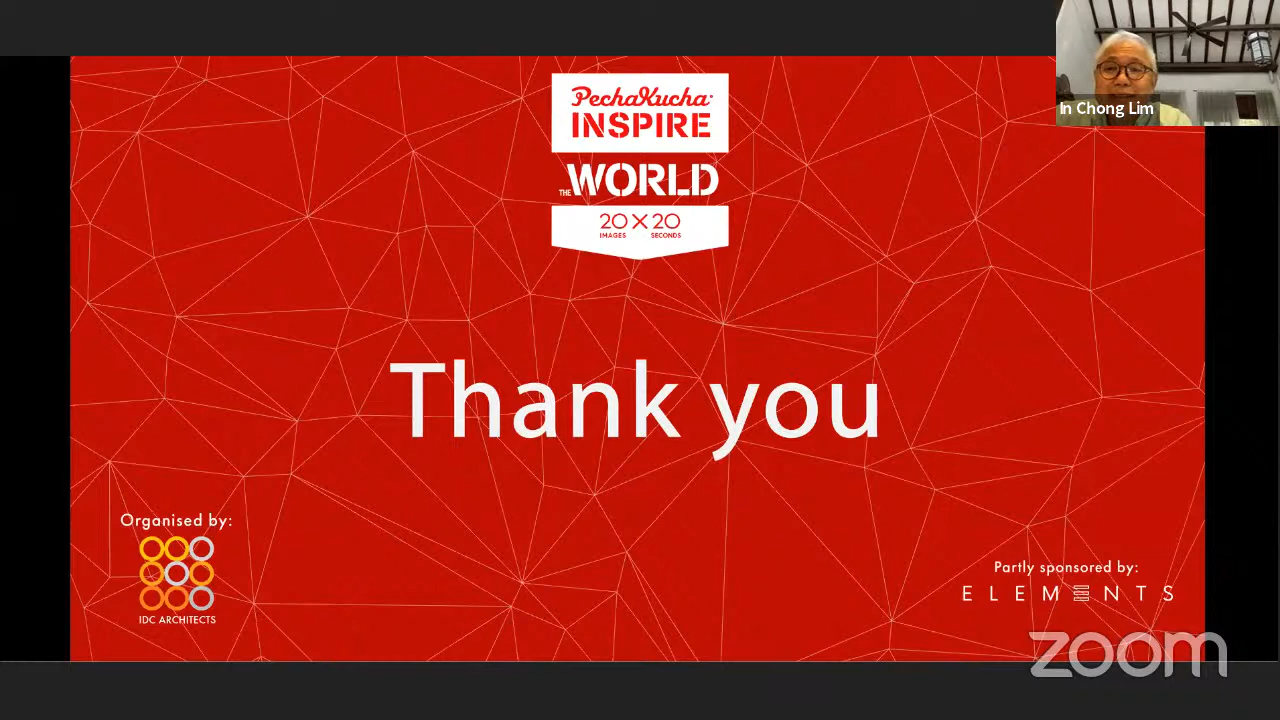 PechaKucha
INSPIRE
THE WORLD
20 X 20
IMAGES SECONDS
In Chong Lim
Thank you
Organised by:
IDC ARCHITECTS
Partly sponsored by:
ELEMENTS
zoom